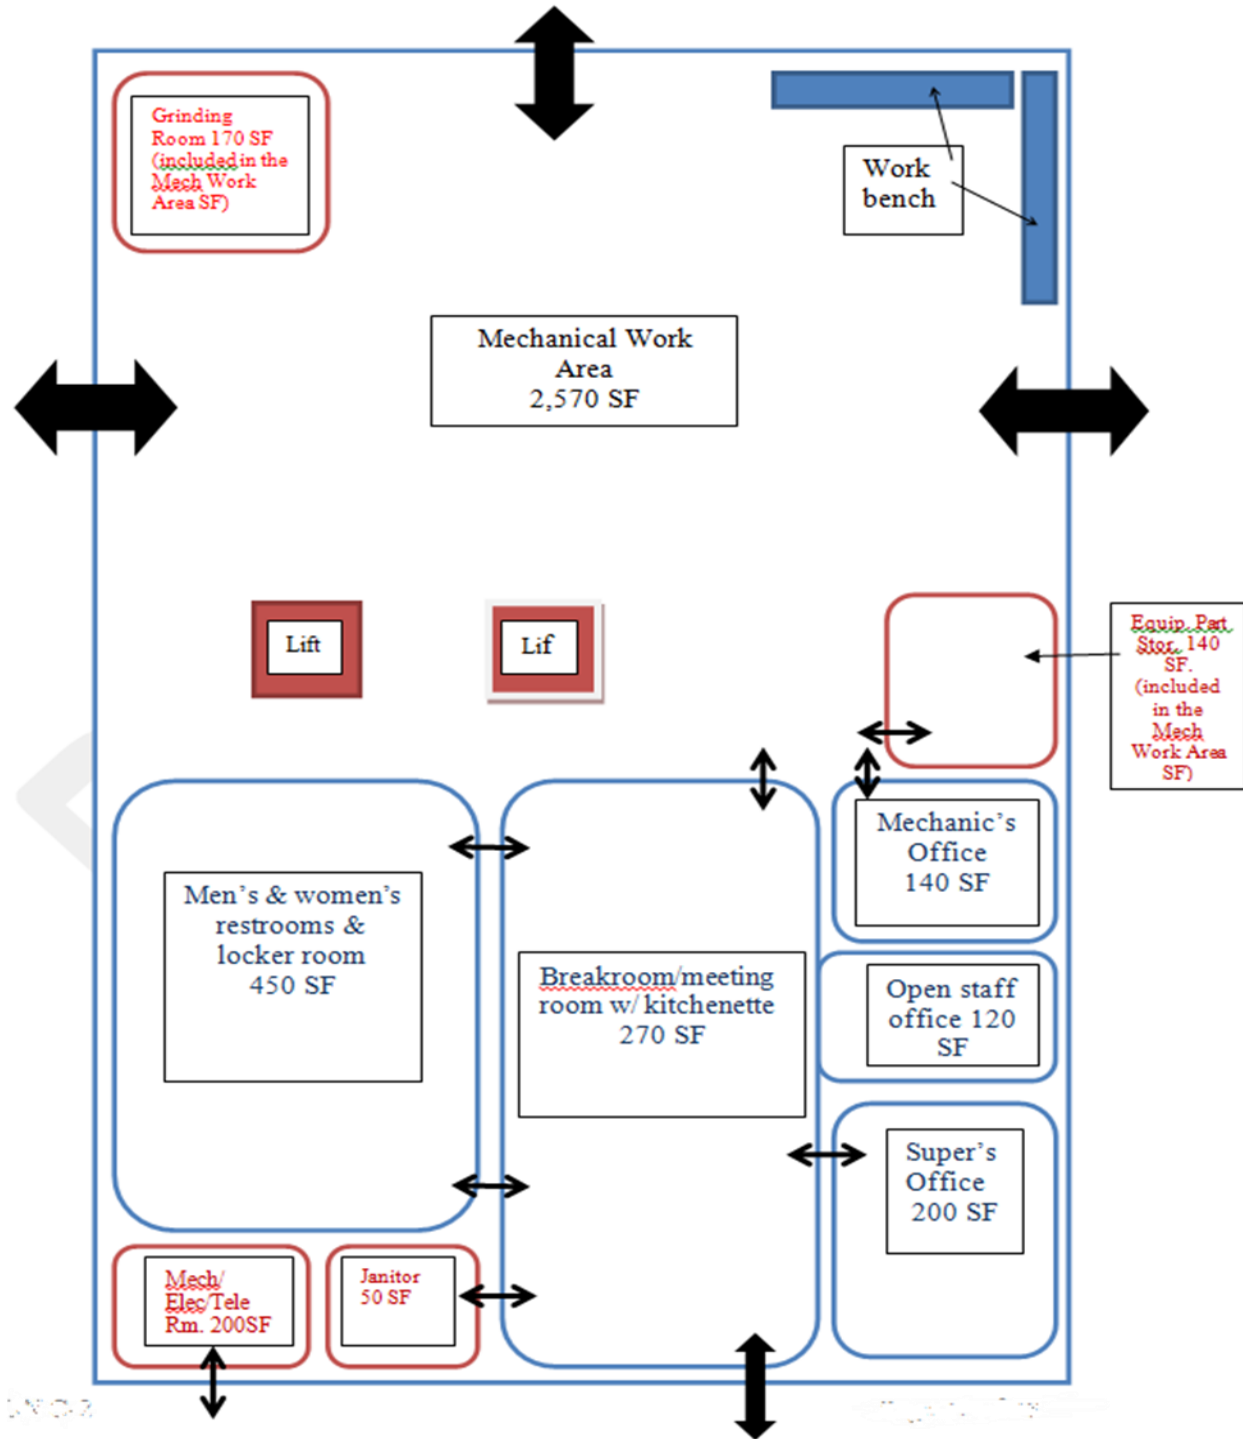 Grinding
Room 170 SF
(included in the
Mech Work
Area SF)
Work
bench
Mechanical Work
Area
2,570 SF
Lift
Lif
Equip. Part
Stor. 140
SF.
(included
in the
Mech
Work Area
SF)
Mechanic's
Office
140 SF
Men's & women's
restrooms &
locker room
450 SF
Breakroom/meeting
room w/ kitchenette
270 SF
Open staff
office 120
SF
Super's
Office
200 SF
Mech/
Elec/Tele
Rm. 200SF
Janitor
50 SF